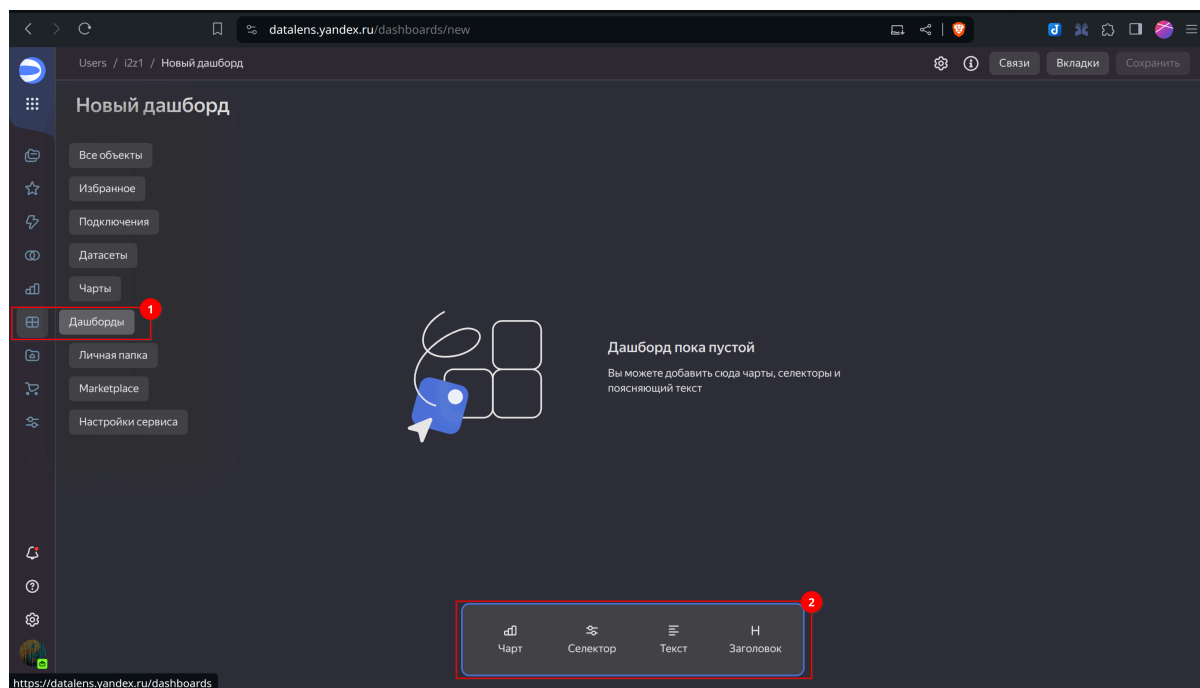 datalens.yandex.ru/dashboards/new
Users / i2z1 / Новый дашборд
Связи
Вкладки
Сохранить
Новый дашборд
Все объекты
Избранное
Подключения
Датасеты
Чарты
1
Дашборды
Личная папка
Marketplace
Настройки сервиса
Дашборд пока пустой
Вы можете добавить сюда чарты, селекторы и
поясняющий текст
2
Чарт
Селектор
Текст
H
Заголовок
https://datalens.yandex.ru/dashboards